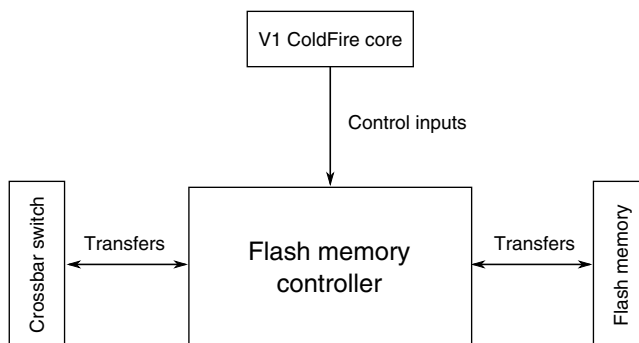 V1 ColdFire core
Control inputs
Crossbar switch
Transfers
Flash memory
controller
Transfers
Flash memory